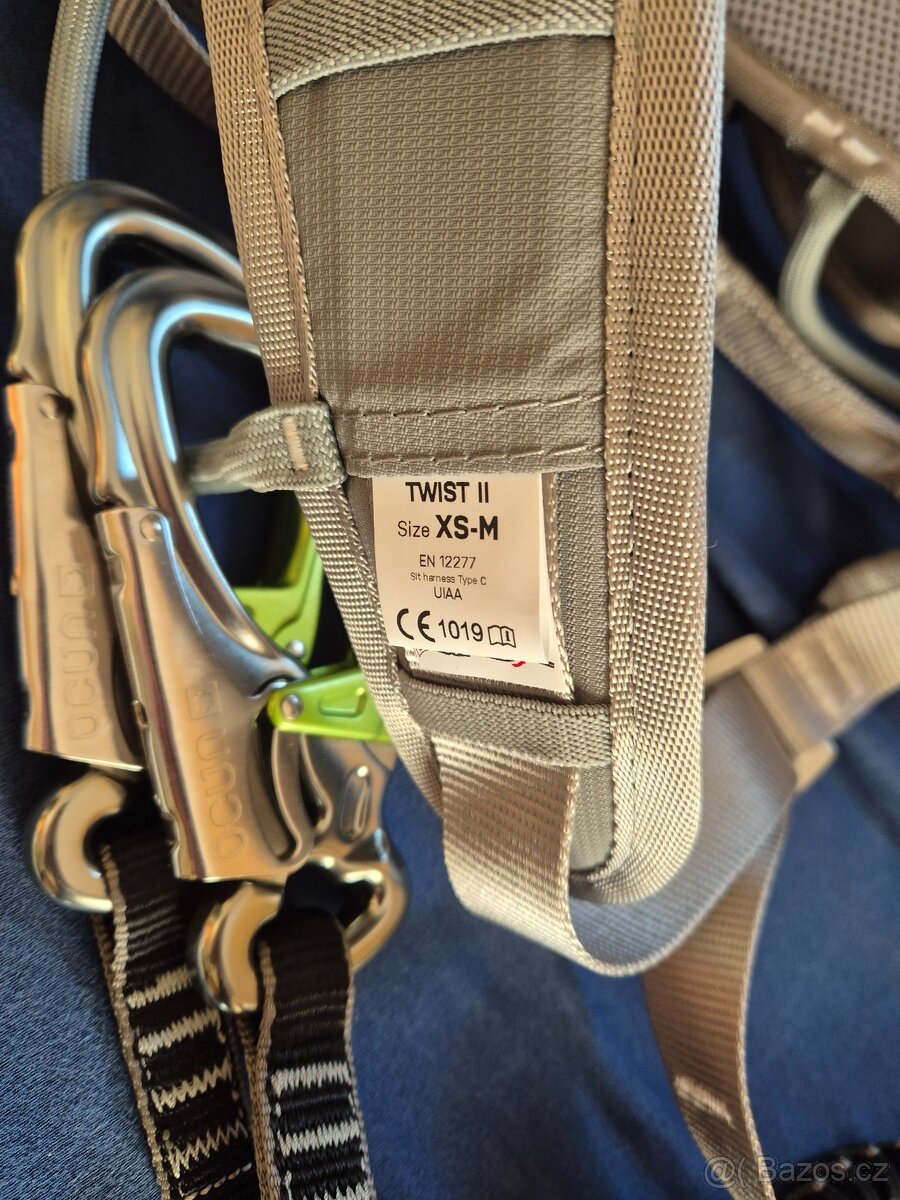 TWIST II
Size XS-M
EN 12277
Sit harness Type C
UIAA
CE 1019
OCUN
OCUN
@( Bazos.cz